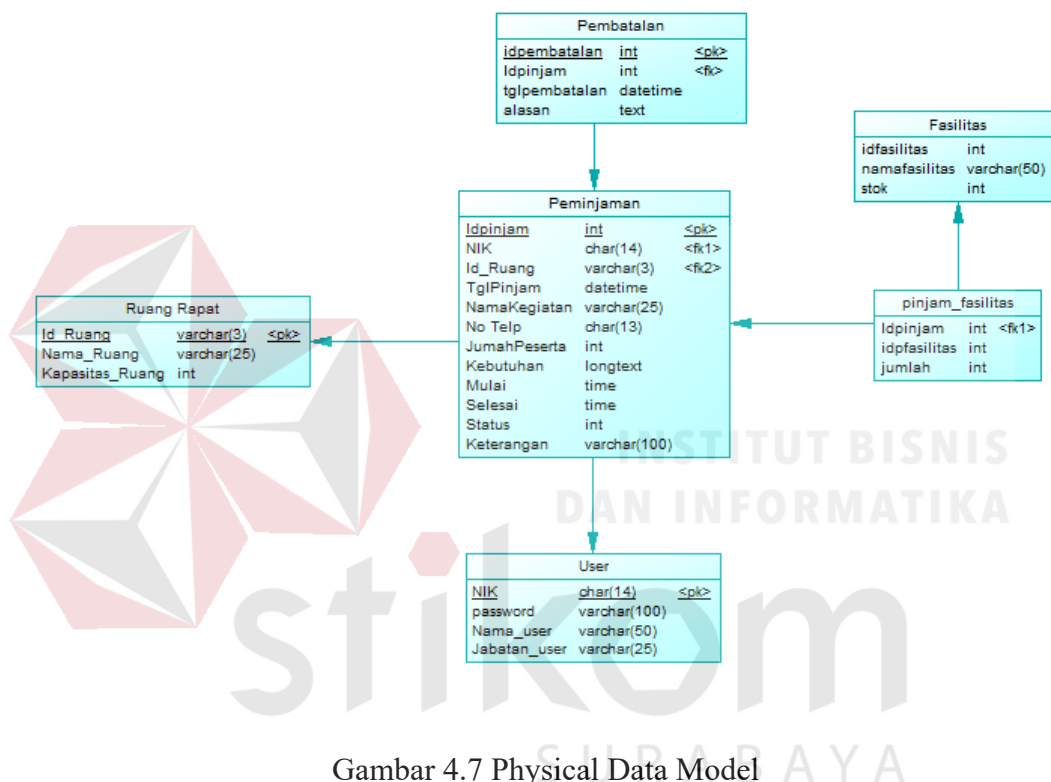 Pembatalan
idpembatalan int <pk>
Idpinjam int <fk>
tglpembatalan datetime
alasan text
Fasilitas
idfasilitas int
namafasilitas varchar(50)
stok int
Peminjaman
Idpinjam int <pk>
NIK char(14) <fk1>
Id_Ruang varchar(3) <fk2>
TglPinjam datetime
NamaKegiatan varchar(25)
No Telp char(13)
JumahPeserta int
Kebutuhan longtext
Mulai time
Selesai time
Status int
Keterangan varchar(100)
pinjam_fasilitas
Idpinjam int <fk1>
idpfasilitas int
jumlah int
Ruang Rapat
Id_Ruang varchar(3) <pk>
Nama_Ruang varchar(25)
Kapasitas_Ruang int
INSTITUT BISNIS
DAN INFORMATIKA
User
NIK char(14) <pk>
password varchar(100)
Nama_user varchar(50)
Jabatan_user varchar(25)
stikom
SURABAYA
Gambar 4.7 Physical Data Model